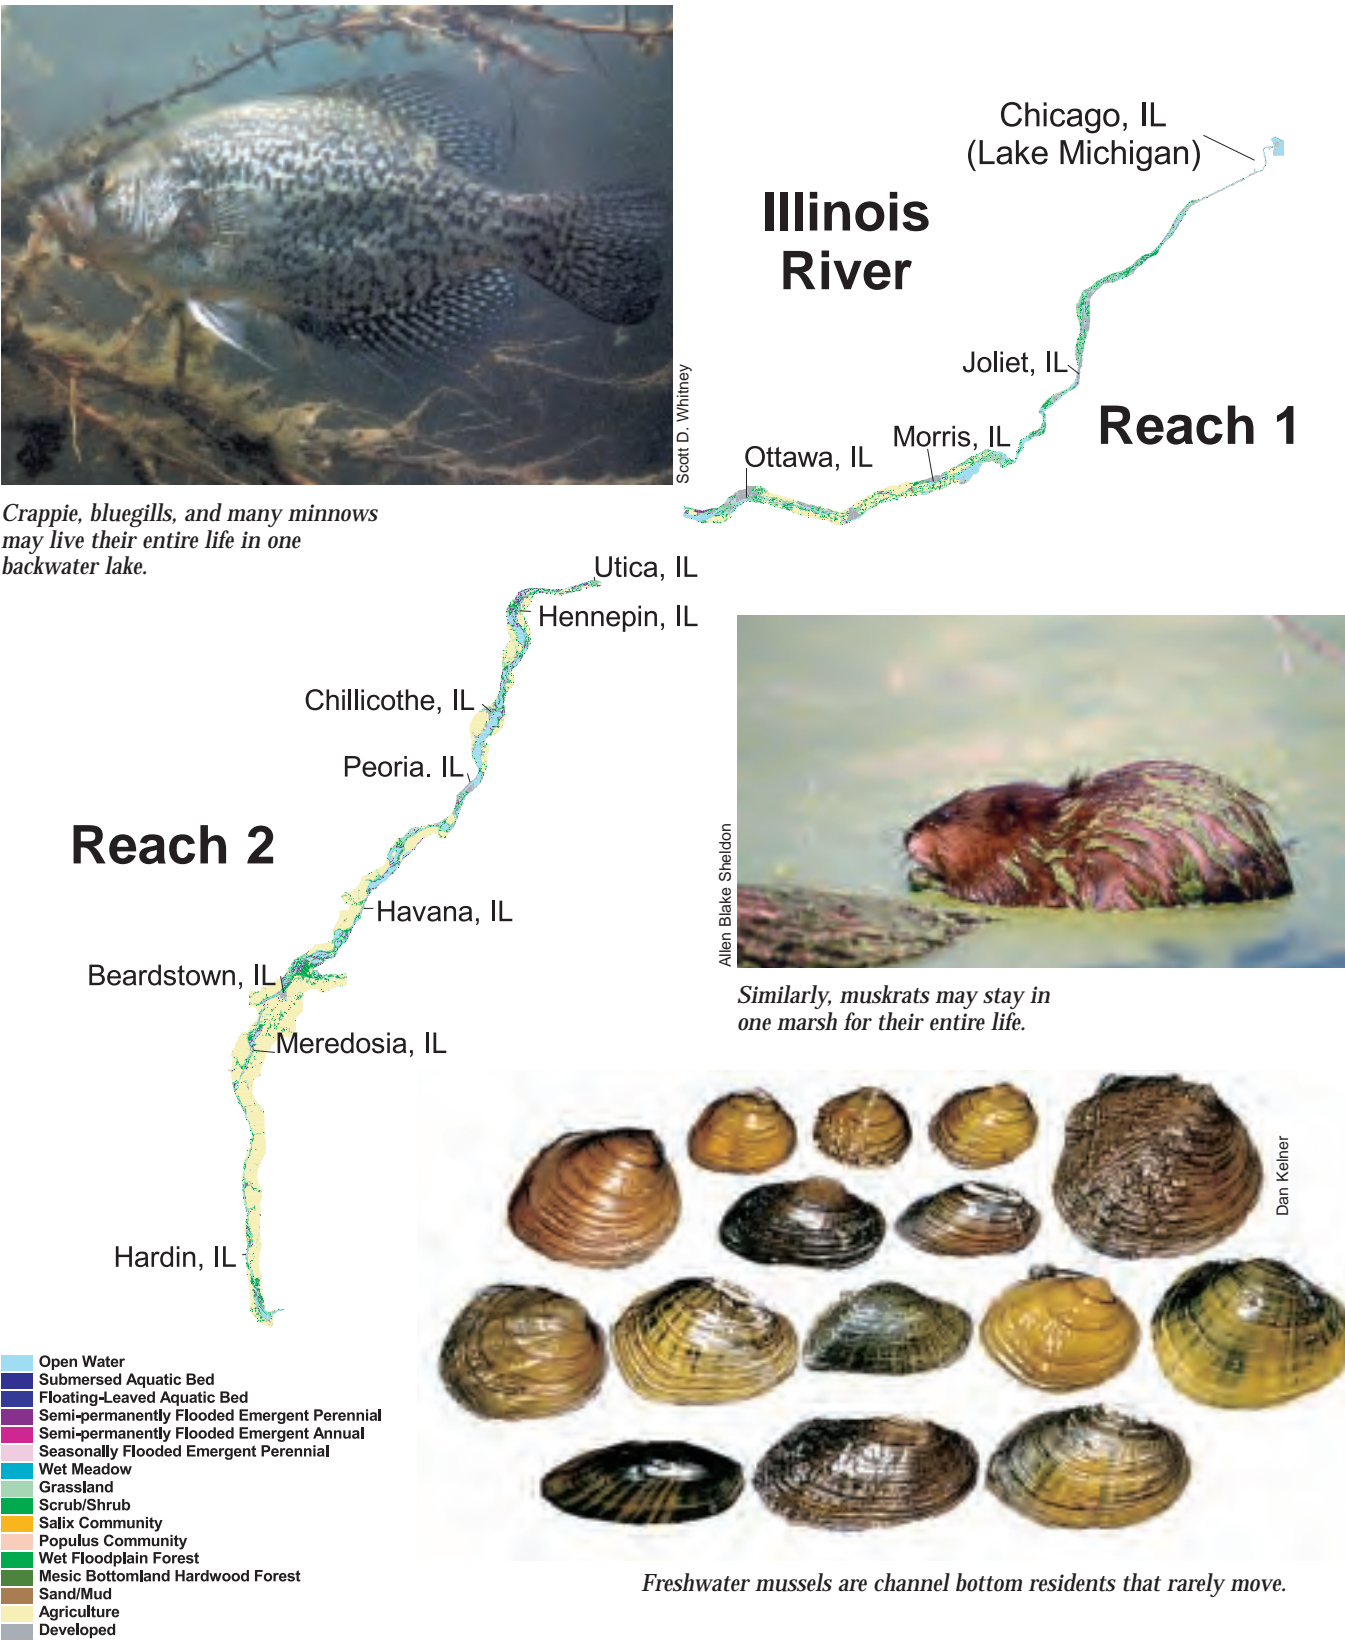 Chicago, IL
(Lake Michigan)
Illinois
River
Joliet, IL
Reach 1
Morris, IL
Ottawa, IL
Scott D. Whitney
Crappie, bluegills, and many minnows
may live their entire life in one
backwater lake.
Utica, IL
Hennepin, IL
Chillicothe, IL
Peoria. IL
Reach 2
Havana, IL
Beardstown, IL
Meredosia, IL
Hardin, IL
Allen Blake Sheldon
Similarly, muskrats may stay in
one marsh for their entire life.
Dan Kelner
Open Water
Submersed Aquatic Bed
Floating-Leaved Aquatic Bed
Semi-permanently Flooded Emergent Perennial
Semi-permanently Flooded Emergent Annual
Seasonally Flooded Emergent Perennial
Wet Meadow
Grassland
Scrub/Shrub
Salix Community
Populus Community
Wet Floodplain Forest
Mesic Bottomland Hardwood Forest
Sand/Mud
Agriculture
Developed
Freshwater mussels are channel bottom residents that rarely move.